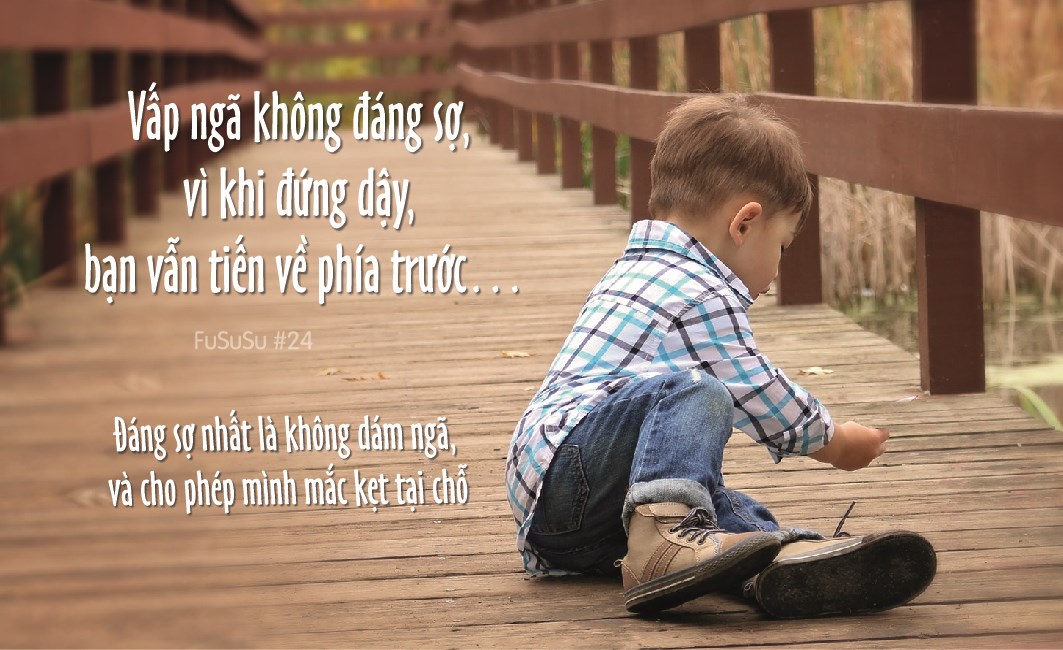 Vấp ngã không đáng sợ,
vì khi đứng dậy,
bạn vẫn tiến về phía trước...
FuSuSu #24
Đáng sợ nhất là không dám ngã,
và cho phép mình mắc kẹt tại chỗ